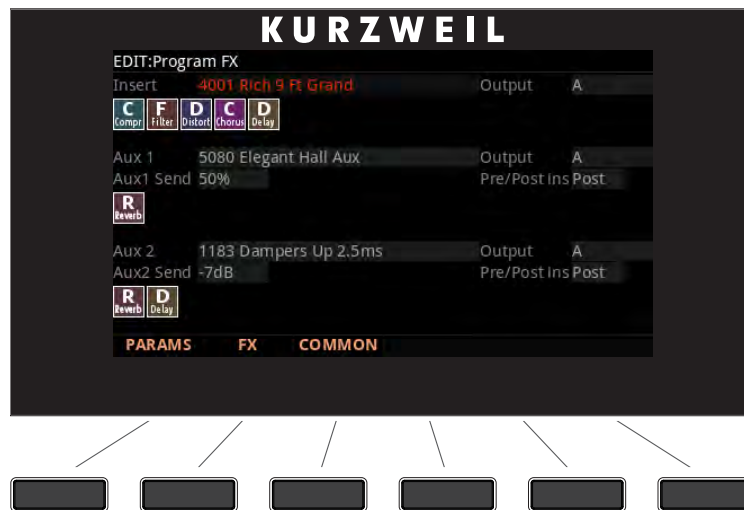 KURZWEIL
EDIT:Program FX
Insert 4001 Rich 9 Ft Grand Output A
C F D C D
Compr Filter Distort Chorus Delay
Aux 1 5080 Elegant Hall Aux Output A
Aux1 Send 50% Pre/Post Ins Post
R
Reverb
Aux 2 1183 Dampers Up 2.5ms Output A
Aux2 Send -7dB Pre/Post Ins Post
R D
Reverb Delay
PARAMS FX COMMON